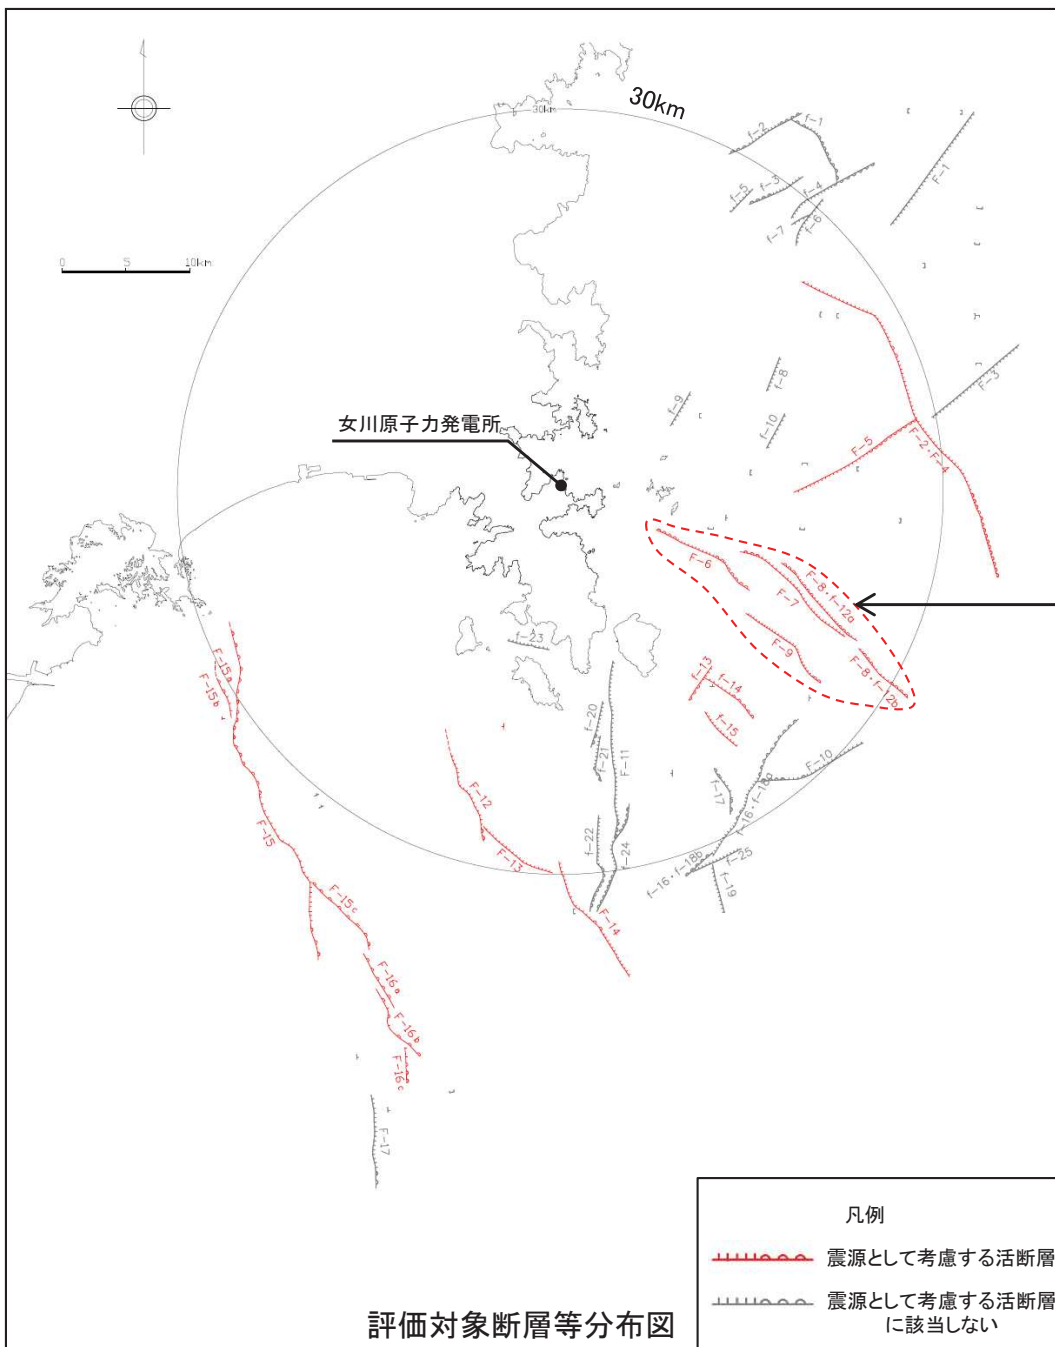 30km
30km
f-1
f-2
f-3
f-4
f-5
f-6
f-7
F-1
0 5 10km
F-3
f-8
f-9
f-10
女川原子力発電所
F-5
F-2・F-4
F-6
F-7
F-8・f-12a
F-9
F-8・f-12b
f-23
f-13
f-14
f-15
F-15a
F-15b
f-20
f-21
F-11
F-10
f-17
f-16・f-18a
F-12
F-15
f-22
f-24
F-13
f-16・f-18b
f-25
f-19
F-14
F-15c
F-16a
F-16b
F-16c
F-17
凡例
震源として考慮する活断層
震源として考慮する活断層
に該当しない
評価対象断層等分布図